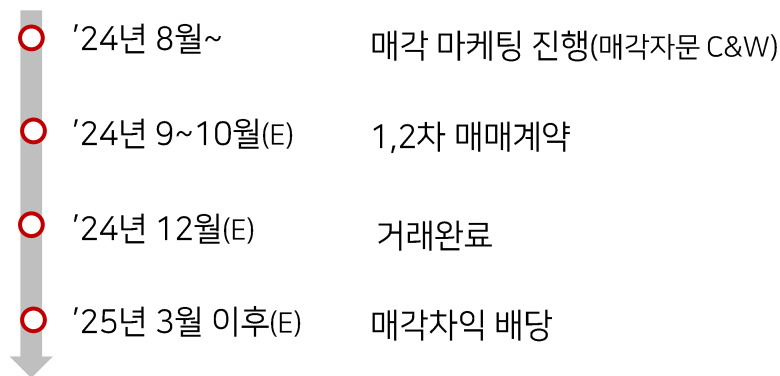 ’24년 8월~ 매각 마케팅 진행(매각자문 C&W)
’24년 9~10월(E) 1,2차 매매계약
’24년 12월(E) 거래완료
’25년 3월 이후(E) 매각차익 배당